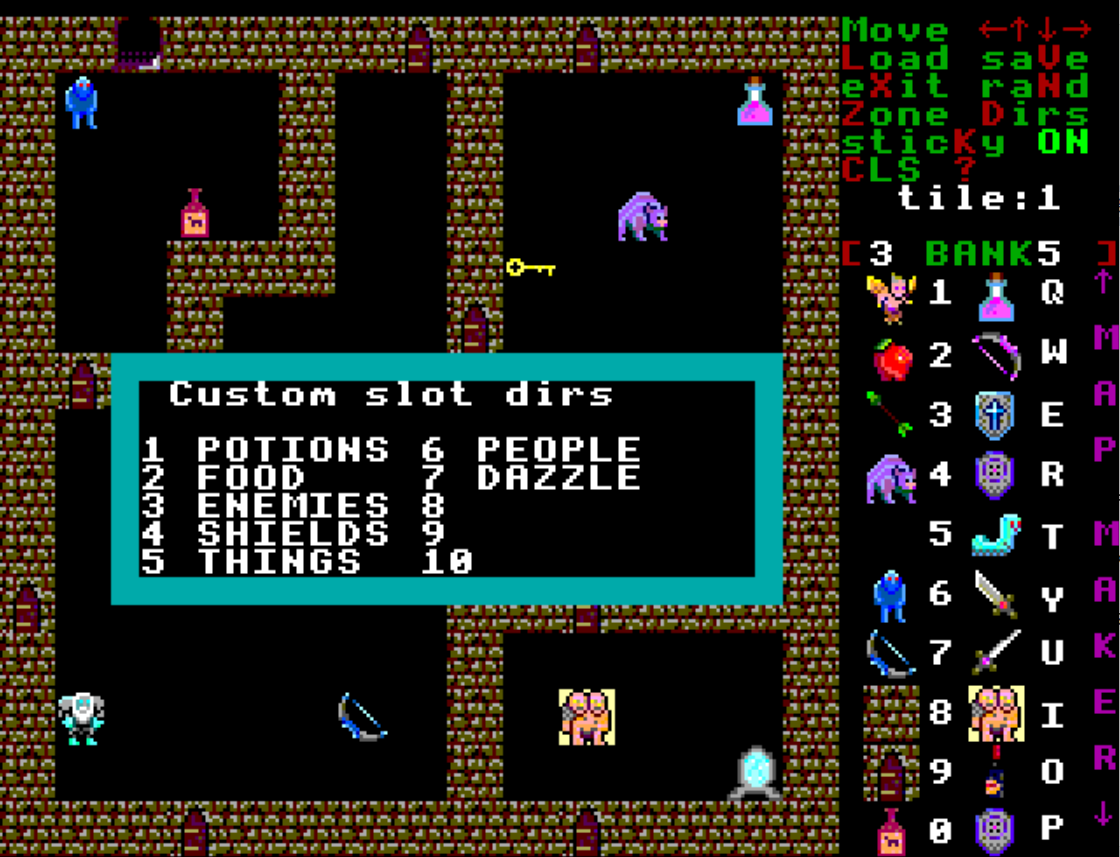 Move ←↑↓→
Load saVe
eXit raNd
Zone Dirs
sticKy ON
CLS ?
tile:1
[3 BANK5 ]
1 Q
2 W
3 E
4 R
5 T
6 Y
7 U
8 I
9 O
0 P
↑
M
A
P
M
A
K
E
R
↓
Custom slot dirs
1 POTIONS 6 PEOPLE
2 FOOD 7 DAZZLE
3 ENEMIES 8
4 SHIELDS 9
5 THINGS 10